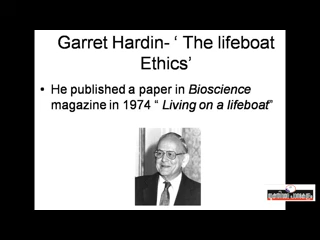 Garret Hardin- ‘ The lifeboat
Ethics’
• He published a paper in Bioscience
magazine in 1974 “ Living on a lifeboat”